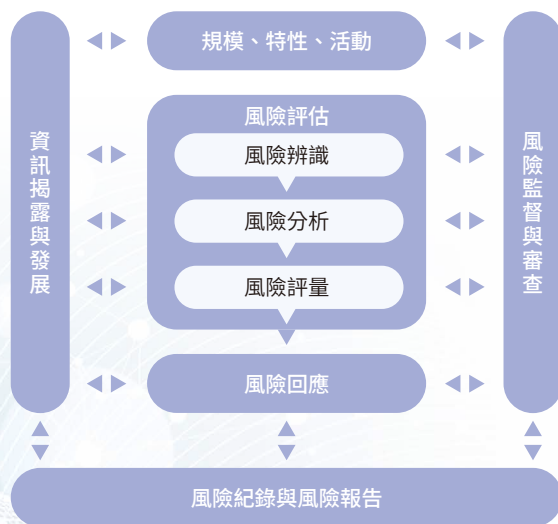 規模、特性、活動
資訊揭露與發展
風險評估
風險辨識
風險分析
風險評量
風險監督與審查
風險回應
風險紀錄與風險報告